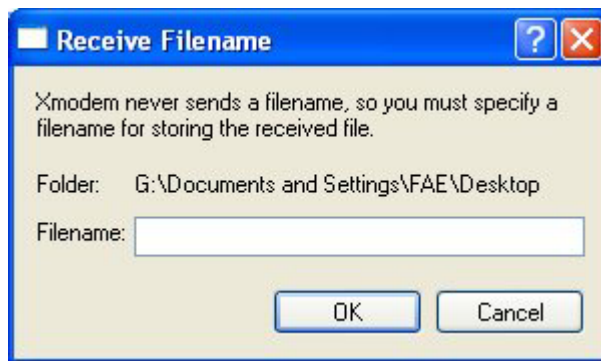 Receive Filename
Xmodem never sends a filename, so you must specify a
filename for storing the received file.
Folder: G:\Documents and Settings\FAE\Desktop
Filename:
OK Cancel